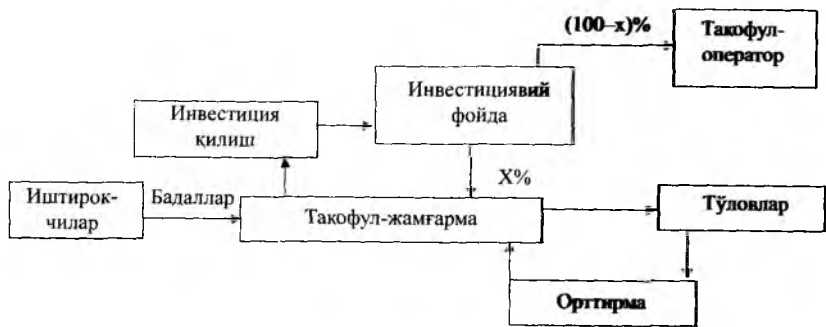 (100–x)%
Такофул-
оператор
Инвестициявий
фойда
Инвестиция
қилиш
X%
Иштирок-
чилар
Бадаллар
Такофул-жамғарма
Тўловлар
Орттирма